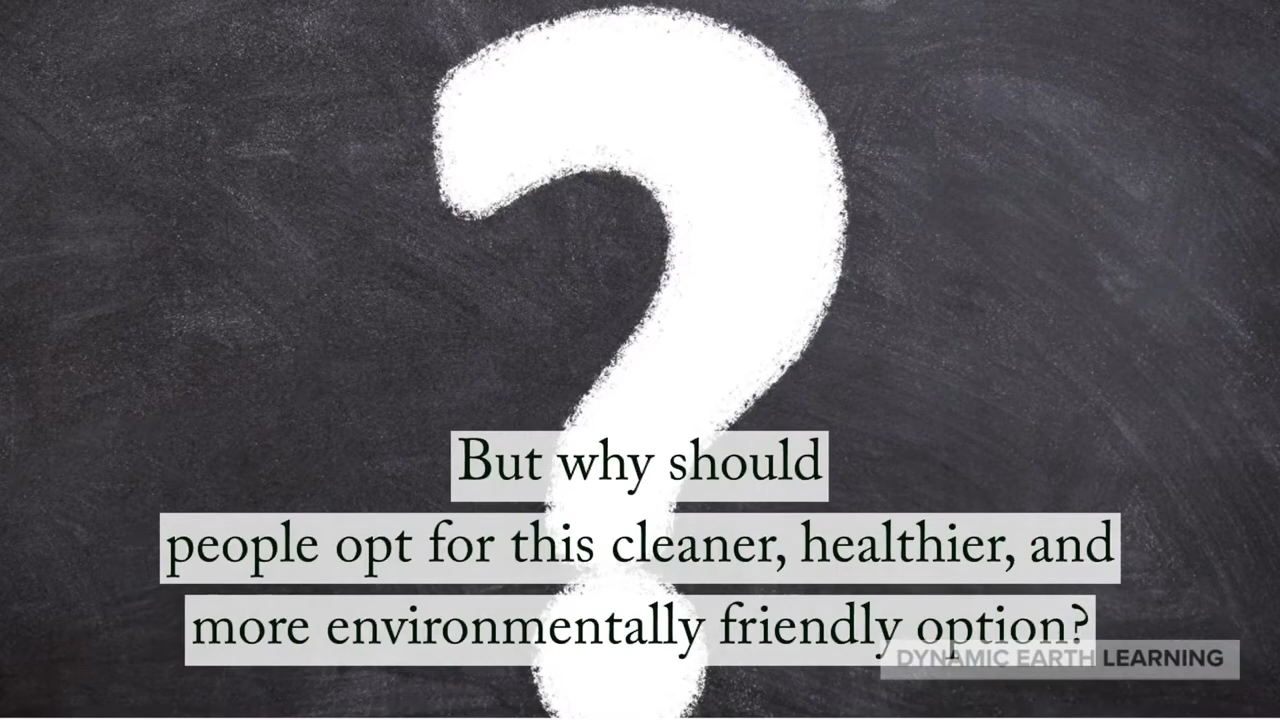 But why should
people opt for this cleaner, healthier, and
more environmentally friendly option?
DYNAMIC EARTH LEARNING